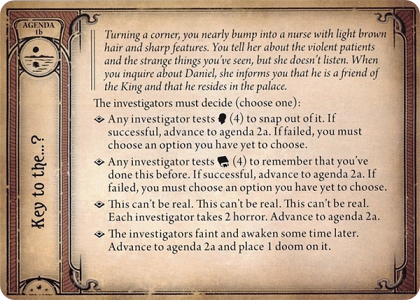 AGENDA
1b
Key to the...?
Turning a corner, you nearly bump into a nurse with light brown
hair and sharp features. You tell her about the violent patients
and the strange things you've seen, but she doesn't listen. When
you inquire about Daniel, she informs you that he is a friend of
the King and that he resides in the palace.
The investigators must decide (choose one):
Any investigator tests (4) to snap out of it. If
successful, advance to agenda 2a. If failed, you must
choose an option you have yet to choose.
Any investigator tests (4) to remember that you've
done this before. If successful, advance to agenda 2a. If
failed, you must choose an option you have yet to choose.
This can't be real. This can't be real. This can't be real.
Each investigator takes 2 horror. Advance to agenda 2a.
The investigators faint and awaken some time later.
Advance to agenda 2a and place 1 doom on it.